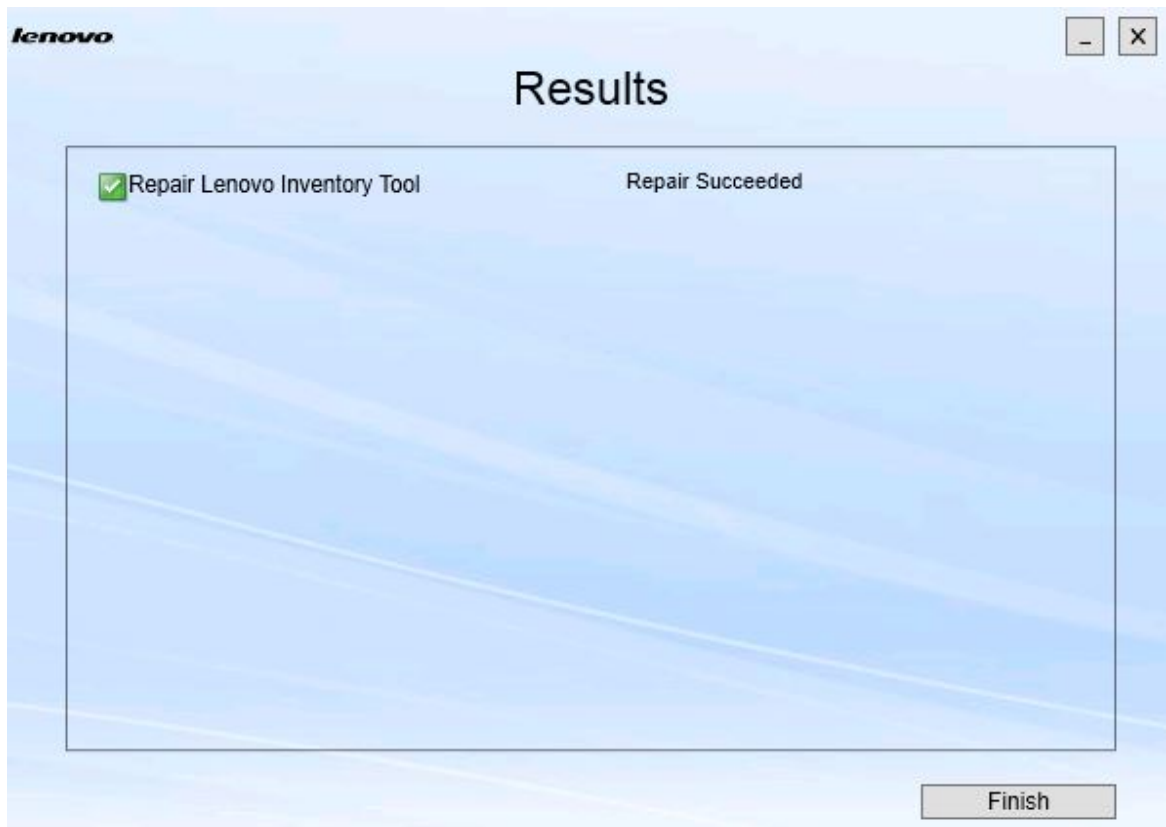 lenovo
Results
Repair Lenovo Inventory Tool Repair Succeeded
Finish